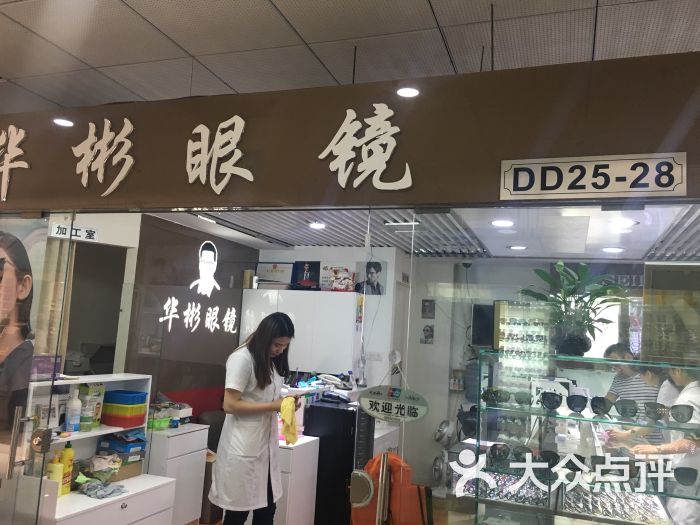 华彬眼镜
DD25-28
加工室
华彬眼镜
欢迎光临
大众点评